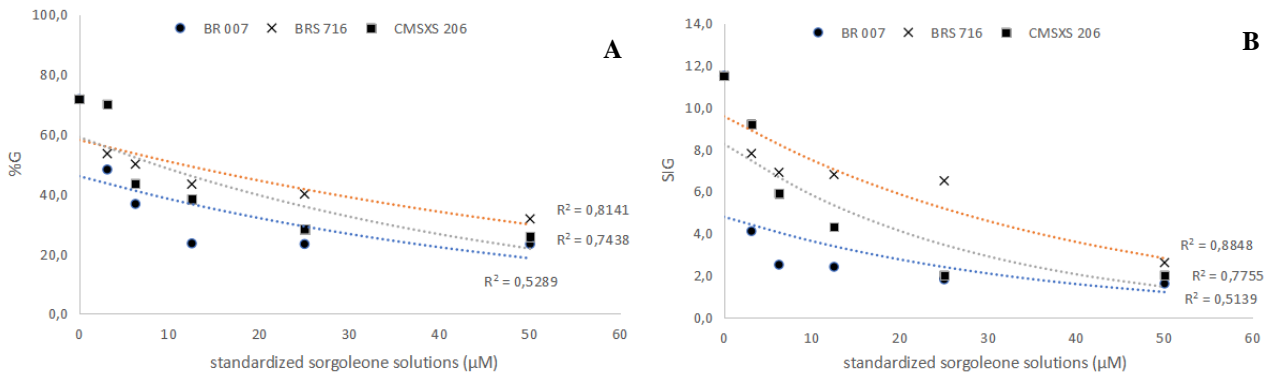 100,0
80,0
60,0
40,0
20,0
0,0
%G
BR 007
BRS 716
CMSXS 206
A
R² = 0,8141
R² = 0,7438
R² = 0,5289
0 10 20 30 40 50 60
standardized sorgoleone solutions (µM)
14,0
12,0
10,0
8,0
6,0
4,0
2,0
0,0
SIG
BR 007
BRS 716
CMSXS 206
B
R² = 0,8848
R² = 0,7755
R² = 0,5139
0 10 20 30 40 50 60
standardized sorgoleone solutions (µM)